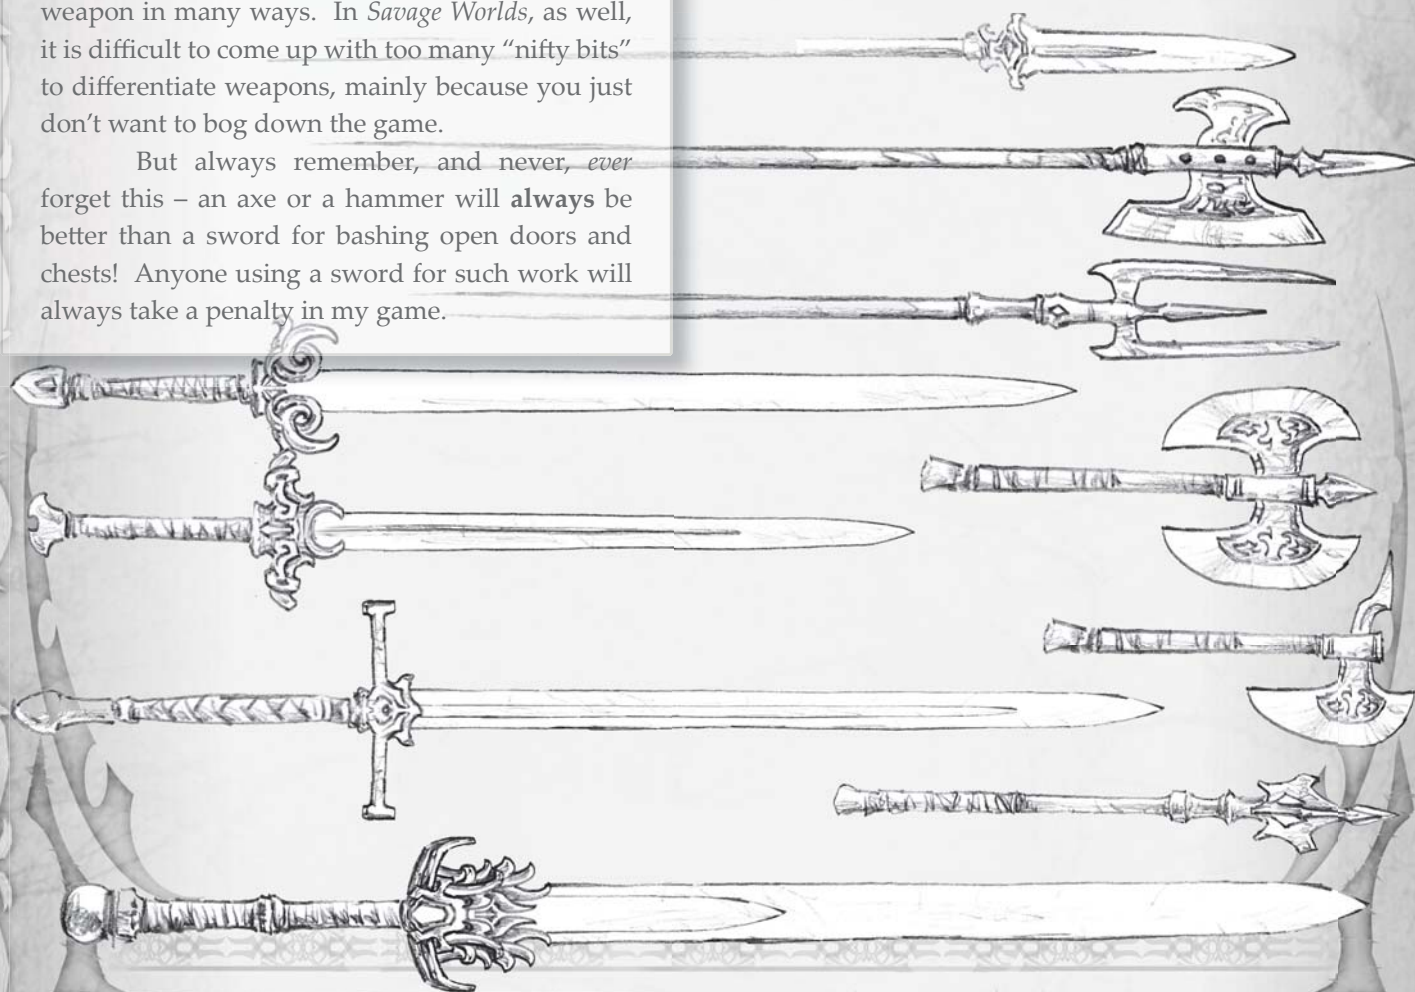 weapon in many ways. In Savage Worlds, as well,
it is difficult to come up with too many “nifty bits”
to differentiate weapons, mainly because you just
don’t want to bog down the game.
But always remember, and never, ever
forget this – an axe or a hammer will always be
better than a sword for bashing open doors and
chests! Anyone using a sword for such work will
always take a penalty in my game.